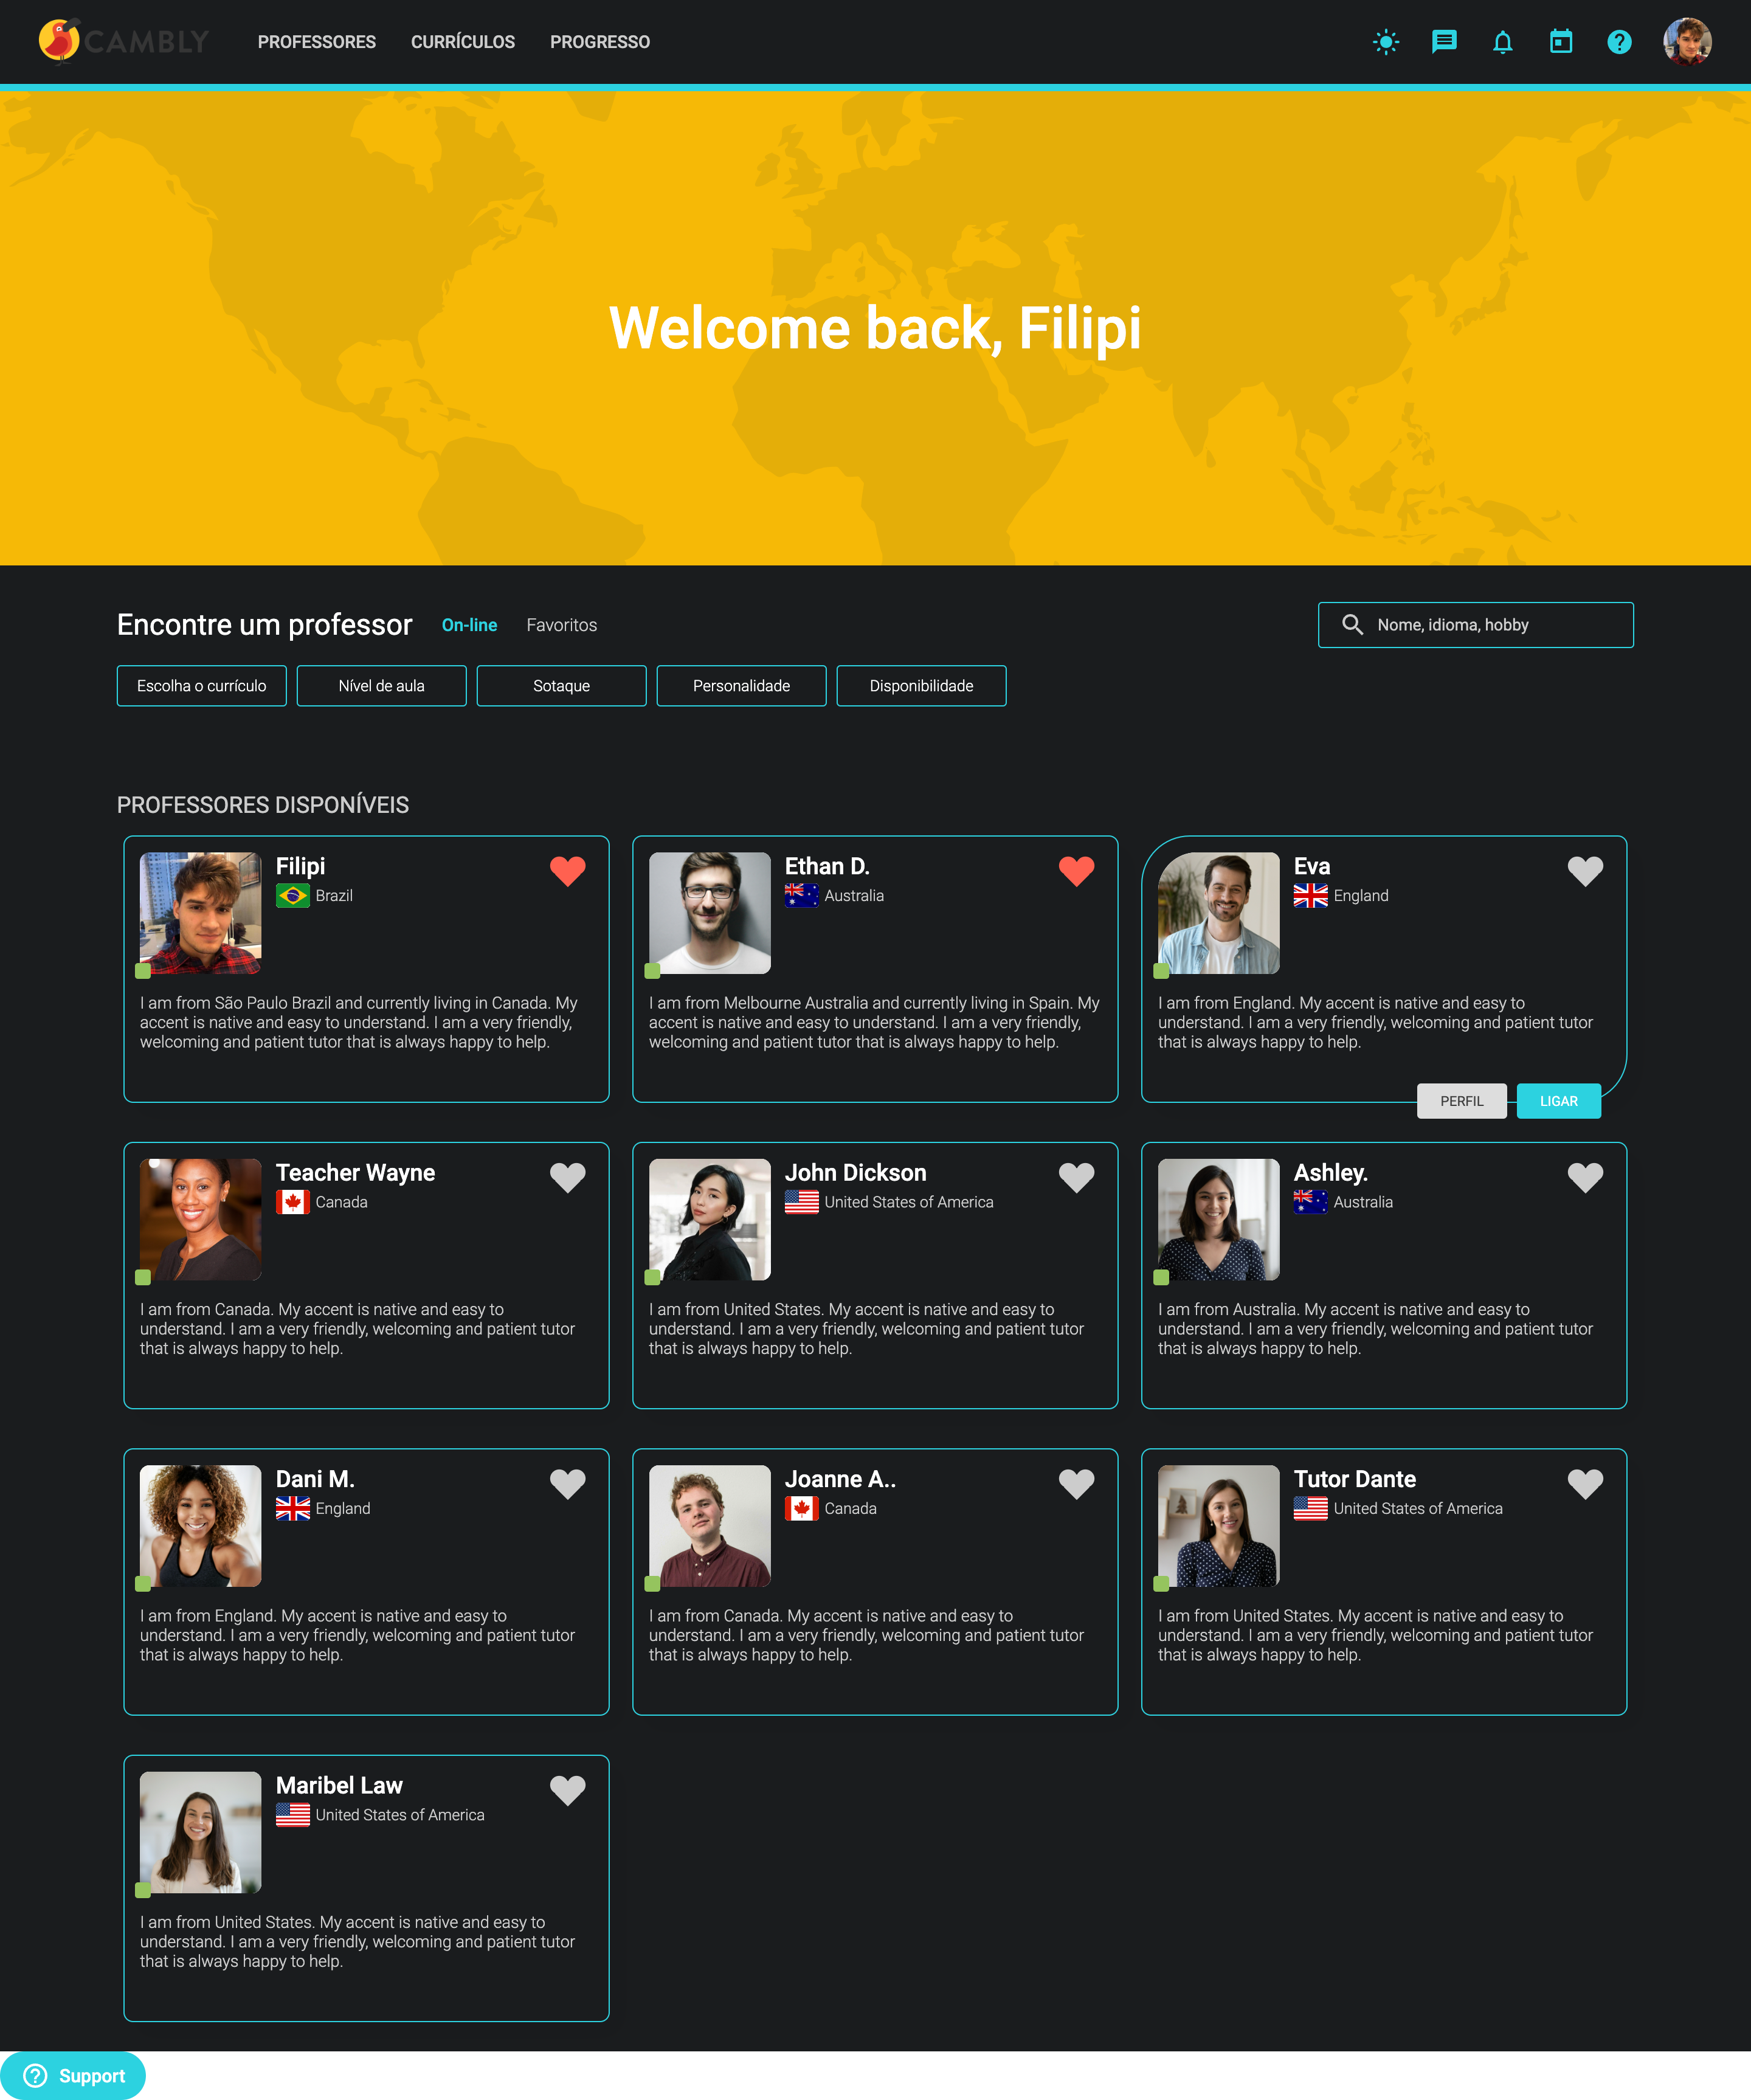 CAMBLY
PROFESSORES
CURRÍCULOS
PROGRESSO
Welcome back, Filipi
Encontre um professor
On-line
Favoritos
Nome, idioma, hobby
Escolha o currículo
Nível de aula
Sotaque
Personalidade
Disponibilidade
PROFESSORES DISPONÍVEIS
Filipi
Brazil
I am from São Paulo Brazil and currently living in Canada. My
accent is native and easy to understand. I am a very friendly,
welcoming and patient tutor that is always happy to help.
Ethan D.
Australia
I am from Melbourne Australia and currently living in Spain. My
accent is native and easy to understand. I am a very friendly,
welcoming and patient tutor that is always happy to help.
Eva
England
I am from England. My accent is native and easy to
understand. I am a very friendly, welcoming and patient tutor
that is always happy to help.
PERFIL
LIGAR
Teacher Wayne
Canada
I am from Canada. My accent is native and easy to
understand. I am a very friendly, welcoming and patient tutor
that is always happy to help.
John Dickson
United States of America
I am from United States. My accent is native and easy to
understand. I am a very friendly, welcoming and patient tutor
that is always happy to help.
Ashley.
Australia
I am from Australia. My accent is native and easy to
understand. I am a very friendly, welcoming and patient tutor
that is always happy to help.
Dani M.
England
I am from England. My accent is native and easy to
understand. I am a very friendly, welcoming and patient tutor
that is always happy to help.
Joanne A..
Canada
I am from Canada. My accent is native and easy to
understand. I am a very friendly, welcoming and patient tutor
that is always happy to help.
Tutor Dante
United States of America
I am from United States. My accent is native and easy to
understand. I am a very friendly, welcoming and patient tutor
that is always happy to help.
Maribel Law
United States of America
I am from United States. My accent is native and easy to
understand. I am a very friendly, welcoming and patient tutor
that is always happy to help.
Support